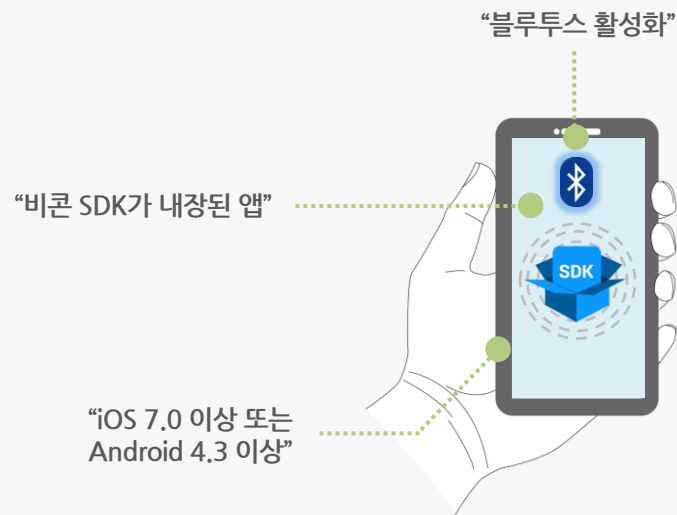 “블루투스 활성화”
“비콘 SDK가 내장된 앱”
SDK
“iOS 7.0 이상 또는
Android 4.3 이상”